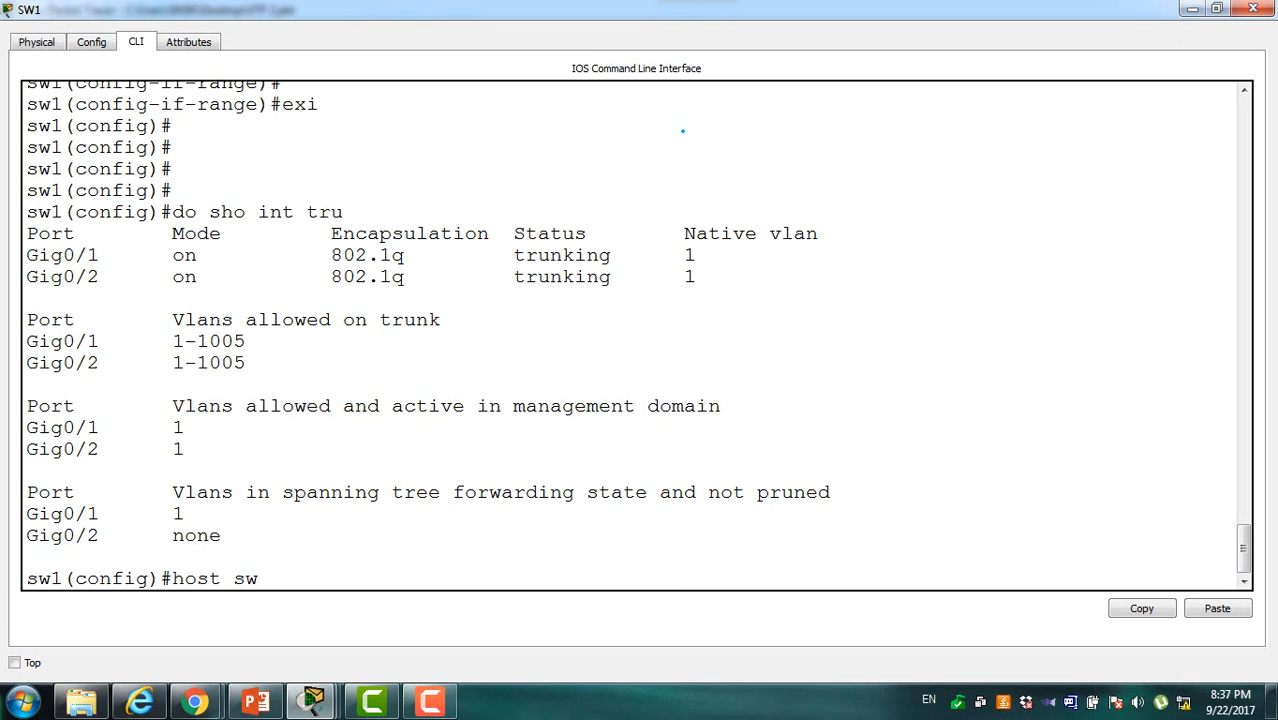 SW1
Physical Config CLI Attributes
IOS Command Line Interface
sw1(config-if-range)#
sw1(config-if-range)#exi
sw1(config)#
sw1(config)#
sw1(config)#
sw1(config)#
sw1(config)#do sho int tru
Port Mode Encapsulation Status Native vlan
Gig0/1 on 802.1q trunking 1
Gig0/2 on 802.1q trunking 1
Port Vlans allowed on trunk
Gig0/1 1-1005
Gig0/2 1-1005
Port Vlans allowed and active in management domain
Gig0/1 1
Gig0/2 1
Port Vlans in spanning tree forwarding state and not pruned
Gig0/1 1
Gig0/2 none
sw1(config)#host sw
Copy Paste
Top
EN
8:37 PM
9/22/2017